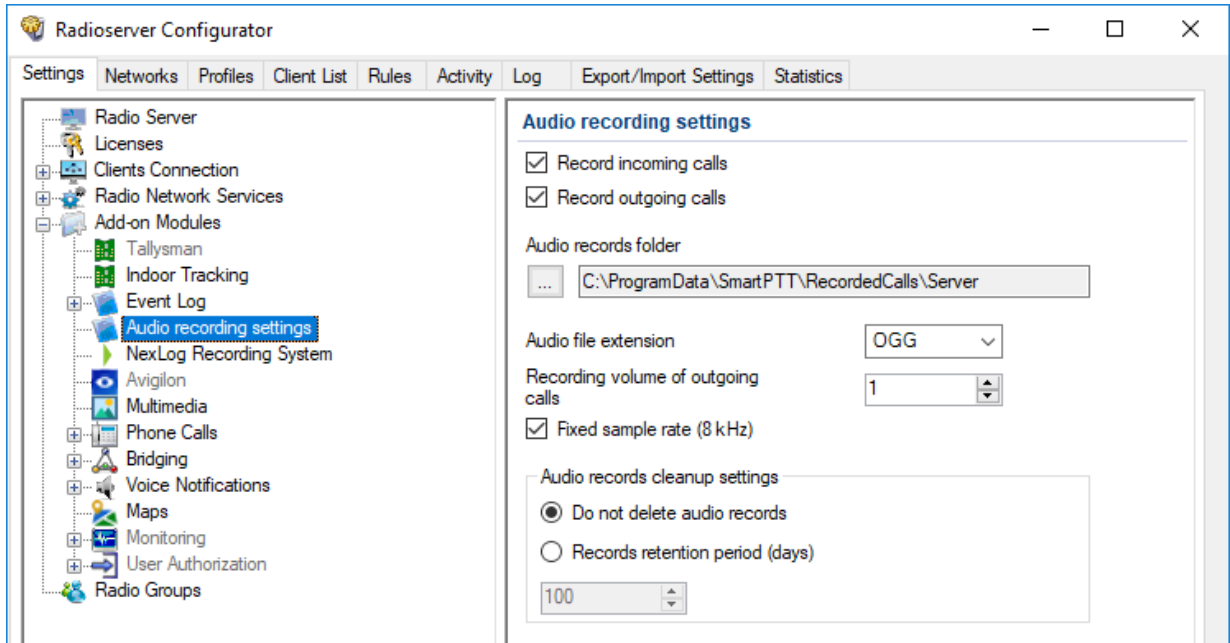 Radioserver Configurator
Settings Networks Profiles Client List Rules Activity Log Export/Import Settings Statistics
Radio Server
Licenses
Clients Connection
Radio Network Services
Add-on Modules
Tallysman
Indoor Tracking
Event Log
Audio recording settings
NexLog Recording System
Avigilon
Multimedia
Phone Calls
Bridging
Voice Notifications
Maps
Monitoring
User Authorization
Radio Groups
Audio recording settings
Record incoming calls
Record outgoing calls
Audio records folder
... C:\ProgramData\SmartPTT\RecordedCalls\Server
Audio file extension OGG
Recording volume of outgoing
calls 1
Fixed sample rate (8 kHz)
Audio records cleanup settings
Do not delete audio records
Records retention period (days)
100